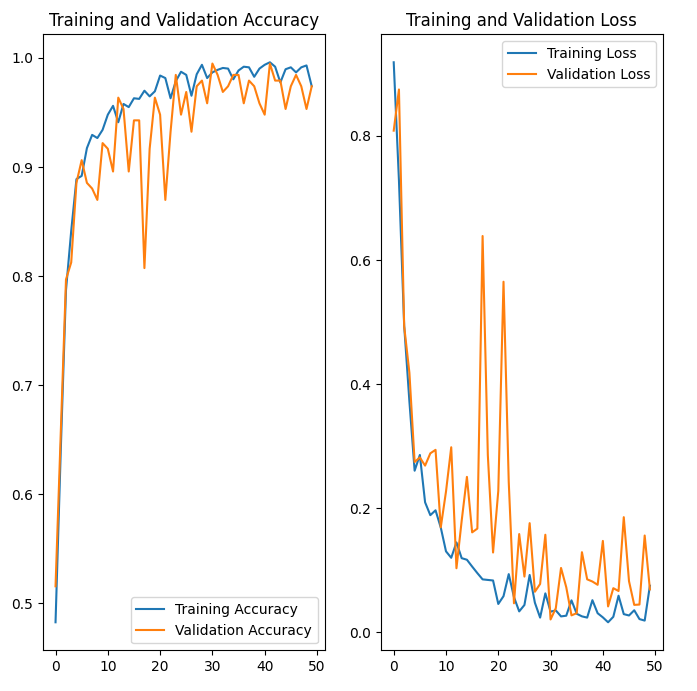 Training and Validation Accuracy
1.0
0.9
0.8
0.7
0.6
0.5
0 10 20 30 40 50
Training Accuracy
Validation Accuracy
Training and Validation Loss
Training Loss
Validation Loss
0.8
0.6
0.4
0.2
0.0
0 10 20 30 40 50